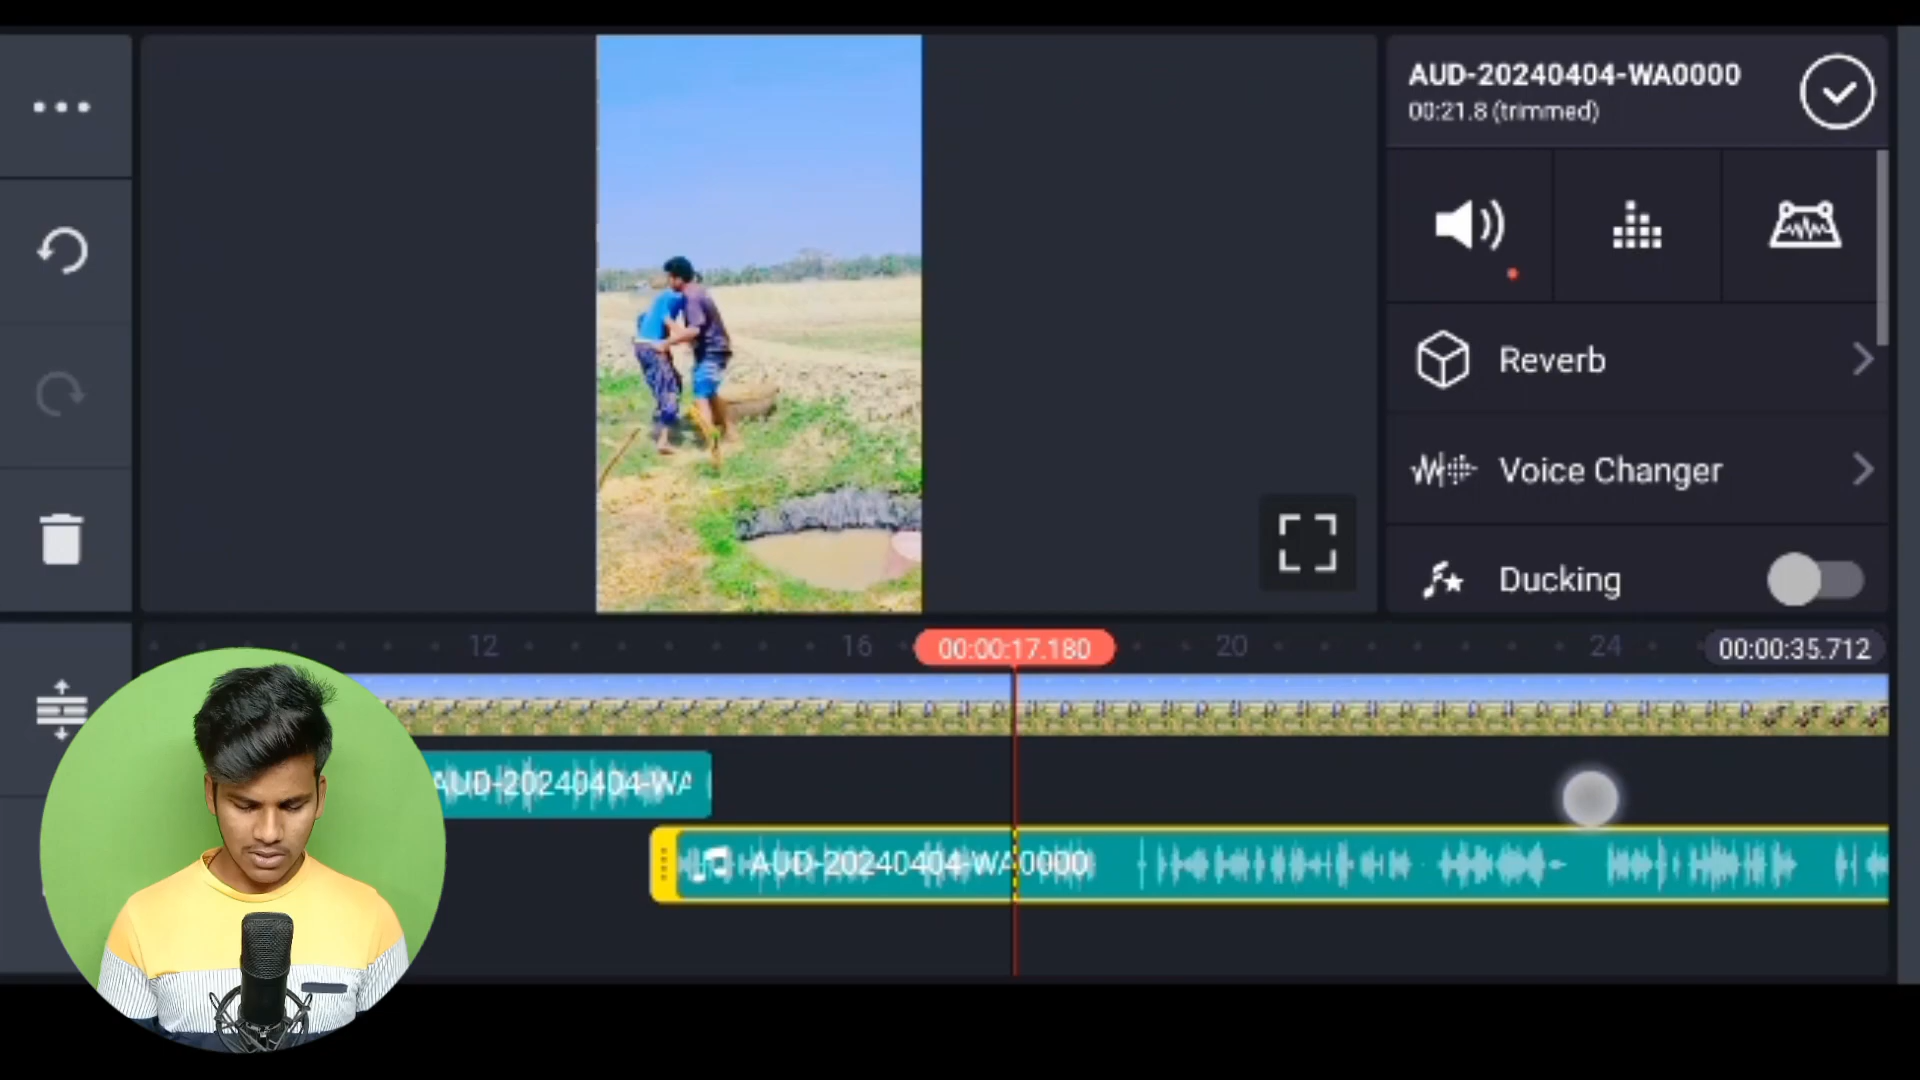 AUD-20240404-WA0000
00:21.8 (trimmed)
Reverb
Voice Changer
Ducking
12
16
00:00:17.180
20
24
00:00:35.712
AUD-20240404-WA
AUD-20240404-WA0000